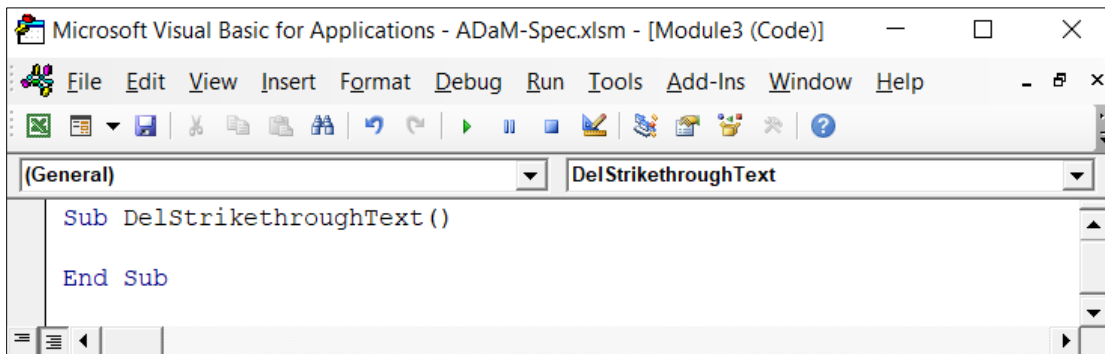 Microsoft Visual Basic for Applications - ADaM-Spec.xlsm - [Module3 (Code)]
File Edit View Insert Format Debug Run Tools Add-Ins Window Help
(General) DelStrikethroughText
Sub DelStrikethroughText()
End Sub